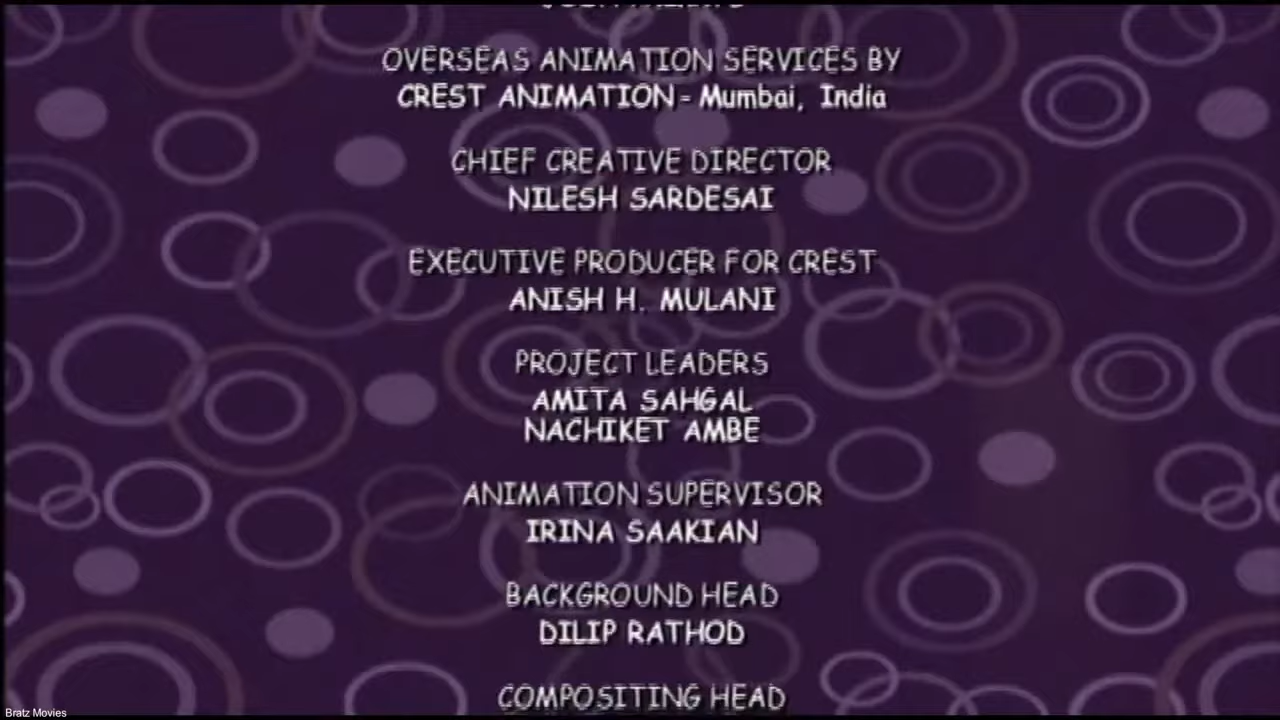 OVERSEAS ANIMATION SERVICES BY
CREST ANIMATION - Mumbai, India
CHIEF CREATIVE DIRECTOR
NILESH SARDESAI
EXECUTIVE PRODUCER FOR CREST
ANISH H. MULANI
PROJECT LEADERS
AMITA SAHGAL
NACHIKET AMBE
ANIMATION SUPERVISOR
IRINA SAAKIAN
BACKGROUND HEAD
DILIP RATHOD
COMPOSITING HEAD
Bratz Movies